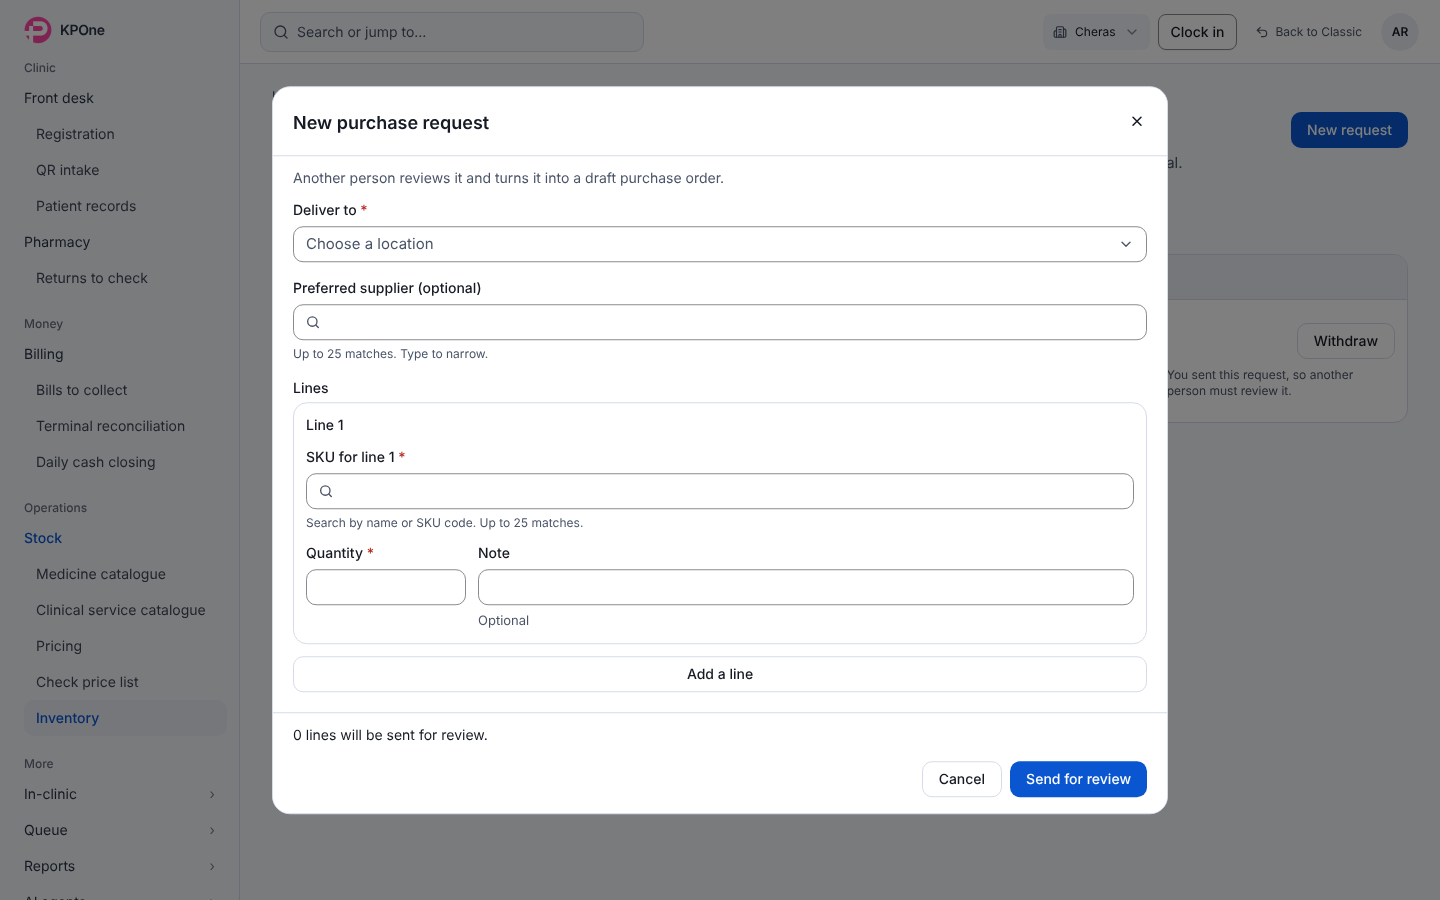 KPOne
Search or jump to...
Cheras
Clock in
Back to Classic
AR
Clinic
Front desk
Registration
QR intake
Patient records
Pharmacy
Returns to check
Money
Billing
Bills to collect
Terminal reconciliation
Daily cash closing
Operations
Stock
Medicine catalogue
Clinical service catalogue
Pricing
Check price list
Inventory
More
In-clinic
Queue
Reports
New request
al.
Withdraw
You sent this request, so another
person must review it.
New purchase request
Another person reviews it and turns it into a draft purchase order.
Deliver to *
Choose a location
Preferred supplier (optional)
Up to 25 matches. Type to narrow.
Lines
Line 1
SKU for line 1 *
Search by name or SKU code. Up to 25 matches.
Quantity *
Note
Optional
Add a line
0 lines will be sent for review.
Cancel
Send for review